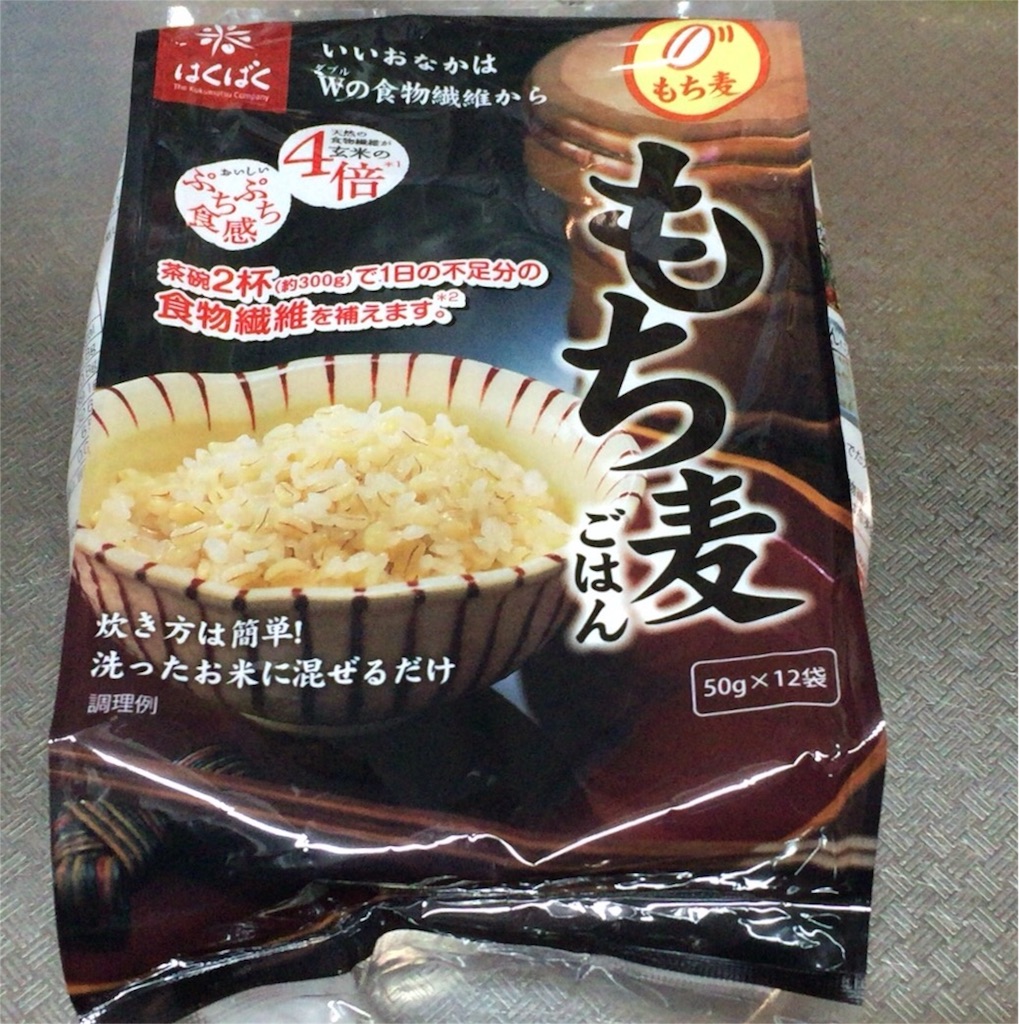 はくばく
The Kokumotsu Company
いいおなかは
ダブル
Wの食物繊維から
もち麦
天然の
食物繊維が
玄米の
4倍*1
おいしい
ぷちぷち
食感
茶碗2杯(約300g)で1日の不足分の
食物繊維を補えます。*2
もち麦
ごはん
炊き方は簡単!
洗ったお米に混ぜるだけ
調理例
50g×12袋